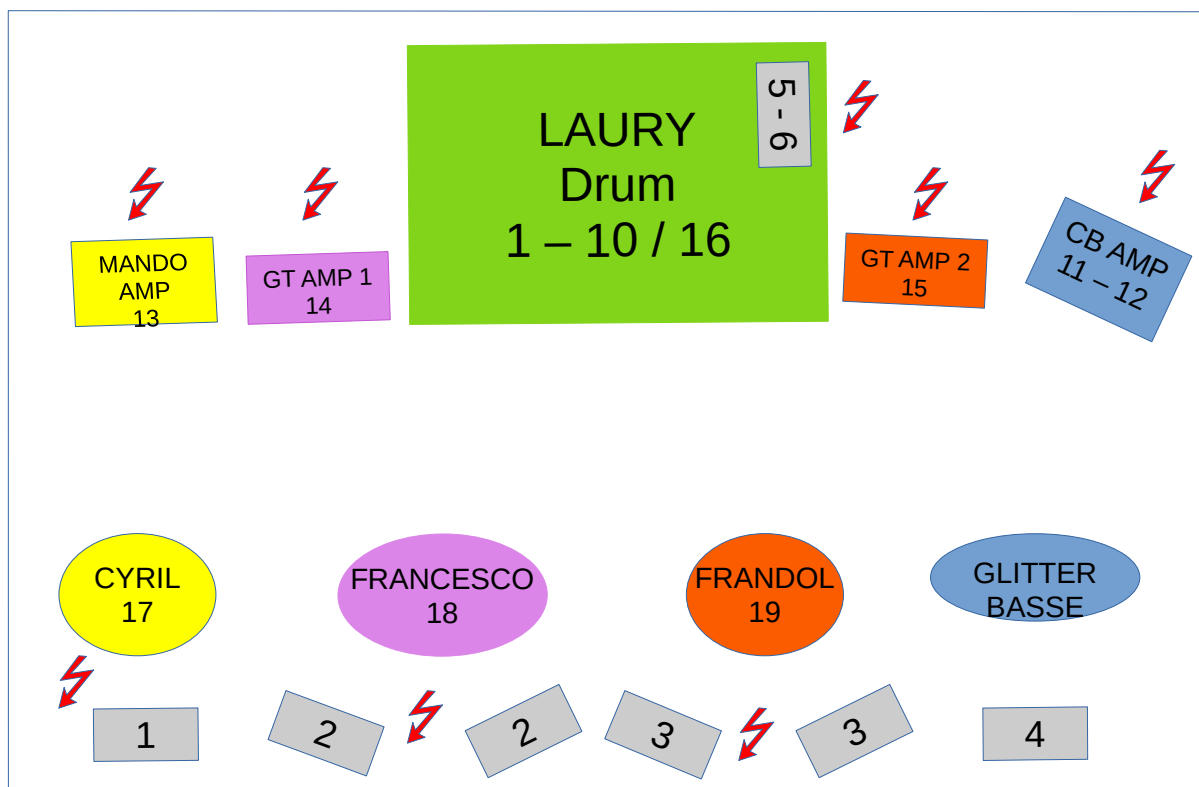 LAURY
Drum
1 – 10 / 16
5 - 6
MANDO
AMP
13
GT AMP 1
14
GT AMP 2
15
CB AMP
11 – 12
CYRIL
17
FRANCESCO
18
FRANDOL
19
GLITTER
BASSE
1
2
2
3
3
4